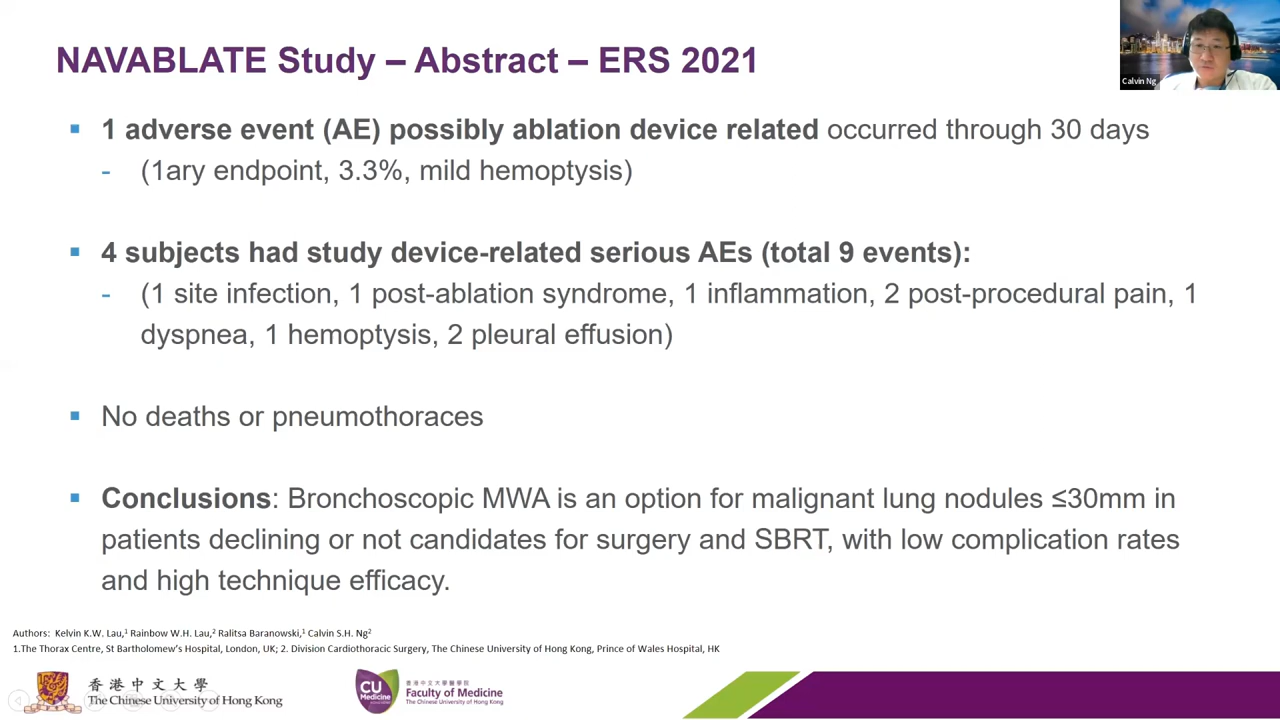 NAVABLATE Study – Abstract – ERS 2021
Calvin Ng
▪ 1 adverse event (AE) possibly ablation device related occurred through 30 days
- (1ary endpoint, 3.3%, mild hemoptysis)
▪ 4 subjects had study device-related serious AEs (total 9 events):
- (1 site infection, 1 post-ablation syndrome, 1 inflammation, 2 post-procedural pain, 1
dyspnea, 1 hemoptysis, 2 pleural effusion)
▪ No deaths or pneumothoraces
▪ Conclusions: Bronchoscopic MWA is an option for malignant lung nodules ≤30mm in
patients declining or not candidates for surgery and SBRT, with low complication rates
and high technique efficacy.
Authors: Kelvin K.W. Lau,1 Rainbow W.H. Lau,2 Ralitsa Baranowski,1 Calvin S.H. Ng2
1.The Thorax Centre, St Bartholomew's Hospital, London, UK; 2. Division Cardiothoracic Surgery, The Chinese University of Hong Kong, Prince of Wales Hospital, HK
香港中文大學
The Chinese University of Hong Kong
CU
Medicine
香港中文大學醫學院
Faculty of Medicine
The Chinese University of Hong Kong